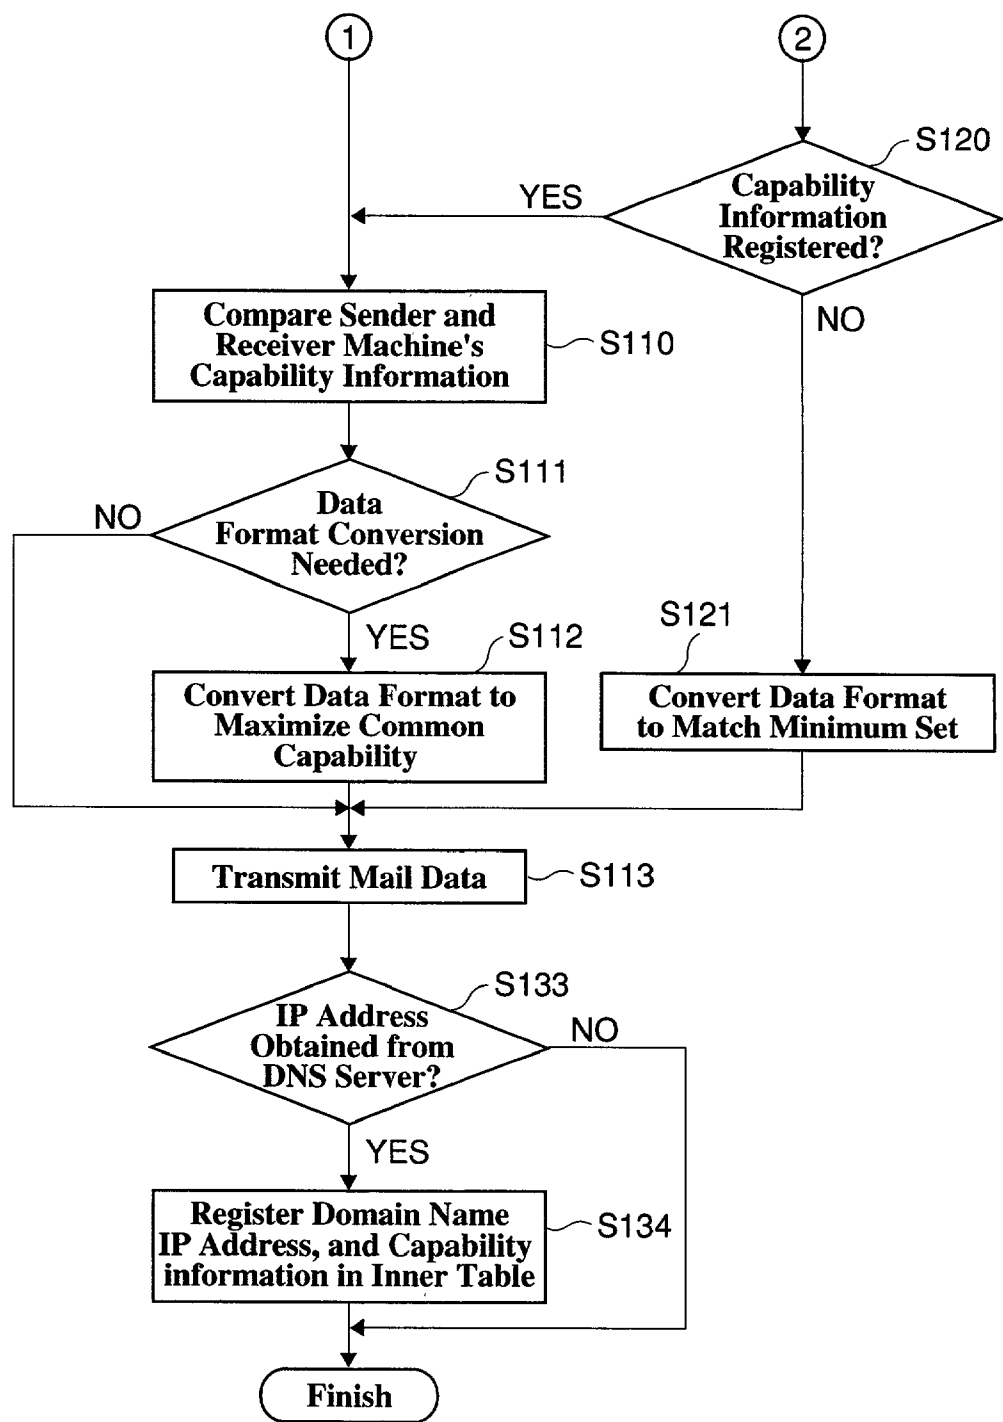 1
2
S120
Capability
Information
Registered?
YES
NO
Compare Sender and
Receiver Machine's
Capability Information
S110
S111
Data
Format Conversion
Needed?
NO
YES
S112
Convert Data Format to
Maximize Common
Capability
S121
Convert Data Format
to Match Minimum Set
Transmit Mail Data
S113
S133
IP Address
Obtained from
DNS Server?
NO
YES
Register Domain Name
IP Address, and Capability
information in Inner Table
S134
Finish